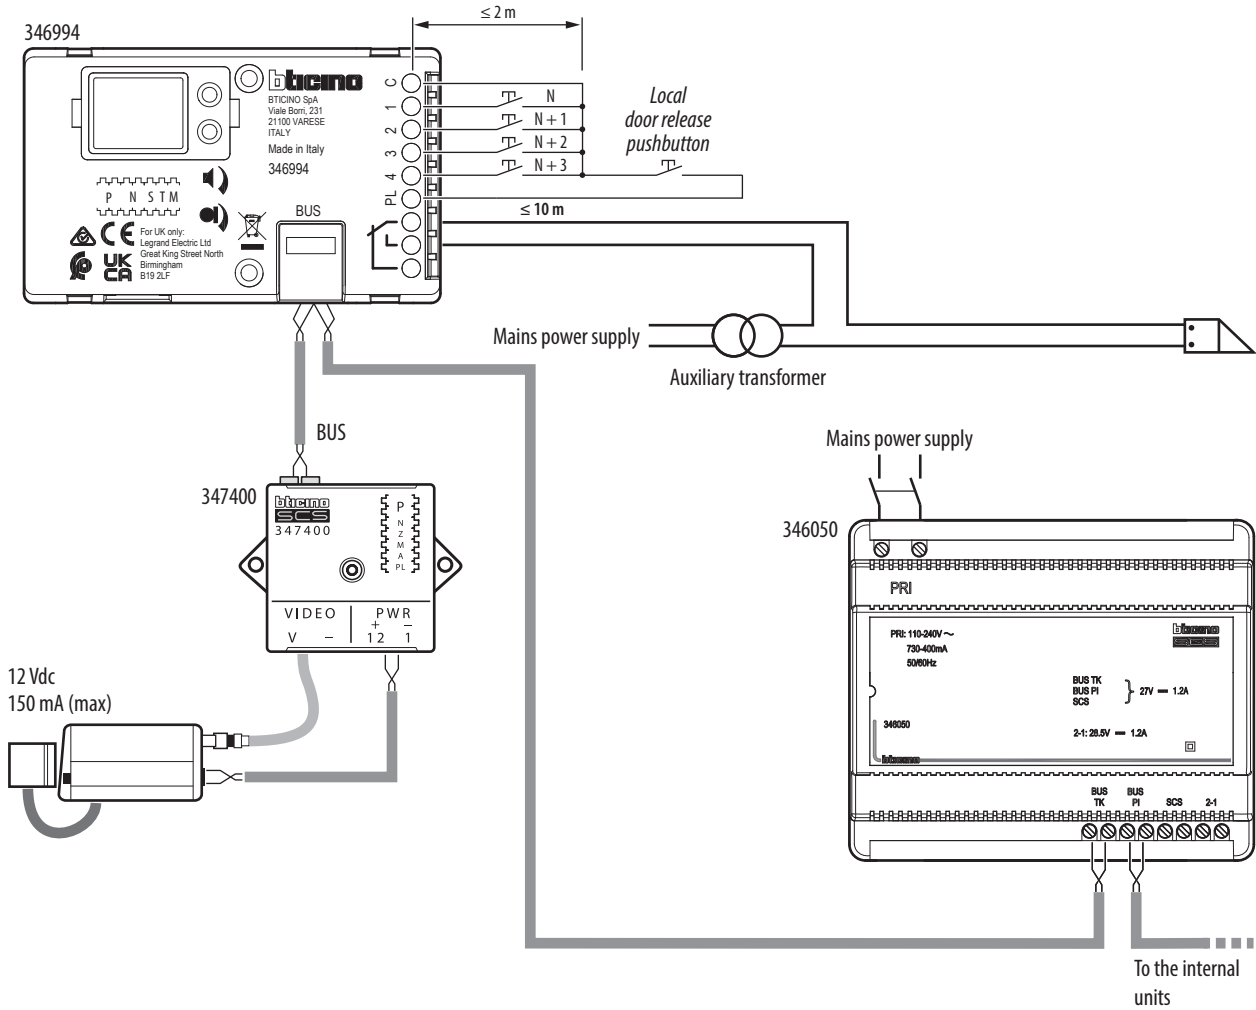 346994
≤ 2 m
bticino
BTICINO SpA
Viale Borri, 231
21100 VARESE
ITALY
Made in Italy
346994
P N S T M
BUS
For UK only:
Legrand Electric Ltd
Great King Street North
Birmingham
B19 2LF
CE
UK
CA
C
1
2
3
4
PL
N
N + 1
N + 2
N + 3
Local
door release
pushbutton
≤ 10 m
Mains power supply
Auxiliary transformer
BUS
347400
bticino
SCS
347400
P
N
Z
M
A
PL
VIDEO
PWR
+ –
V – 12 1
12 Vdc
150 mA (max)
Mains power supply
346050
PRI
PRI: 110-240V ~
730-400mA
50/60Hz
bticino
SCS
BUS TK
BUS PI
SCS
27V 1.2A
2-1: 28.5V 1.2A
346050
bticino
BUS
TK
BUS
PI
SCS
2-1
To the internal
units